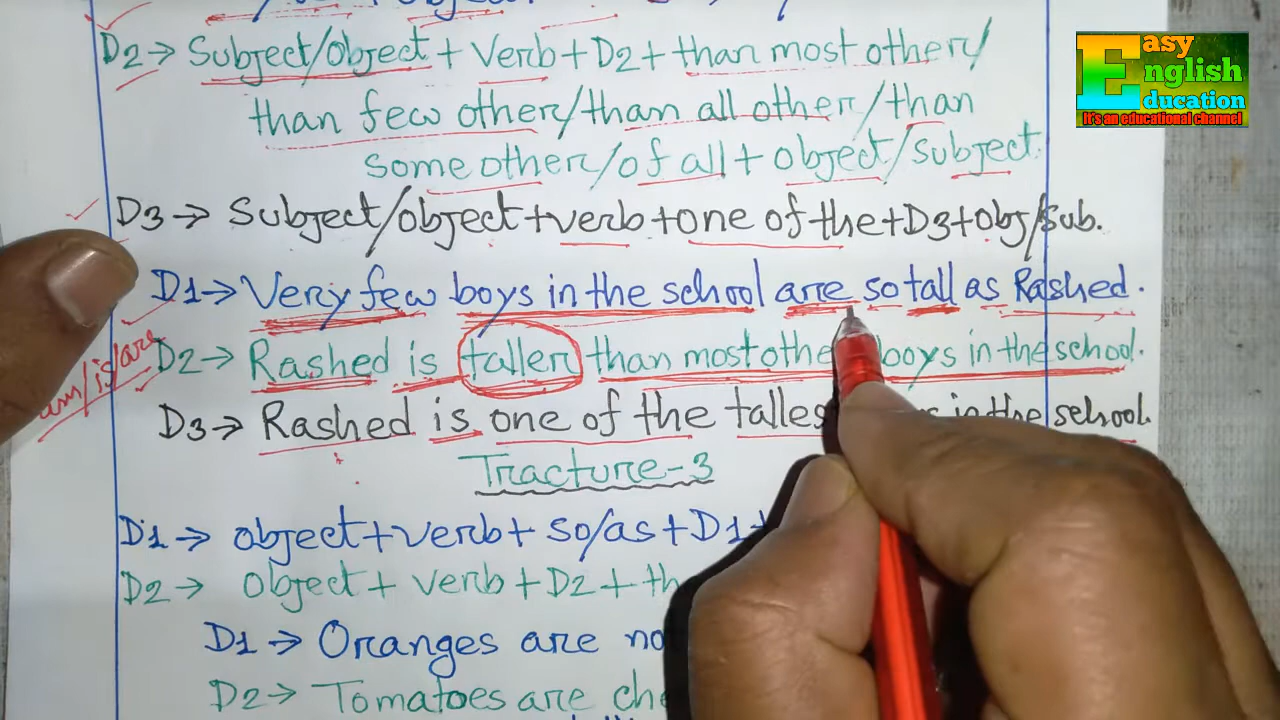 D2→ Subject/object + Verb + D2 + than most other/
than few other/than all other/than
some other/of all + object/subject.
D3→ Subject/object+verb+one of the+D3+obj/sub.
D1→ Very few boys in the school are so tall as Rashed.
am/is/are
D2→ Rashed is taller than most othe boys in the school.
D3→ Rashed is one of the talles in the school.
Tracture-3
D1→ object+verb+ so/as+D1+
D2→ Object+ verb +D2+th
D1→ Oranges are no
D2→ Tomatoes are che
Easy
English
Education
It's an educational channel